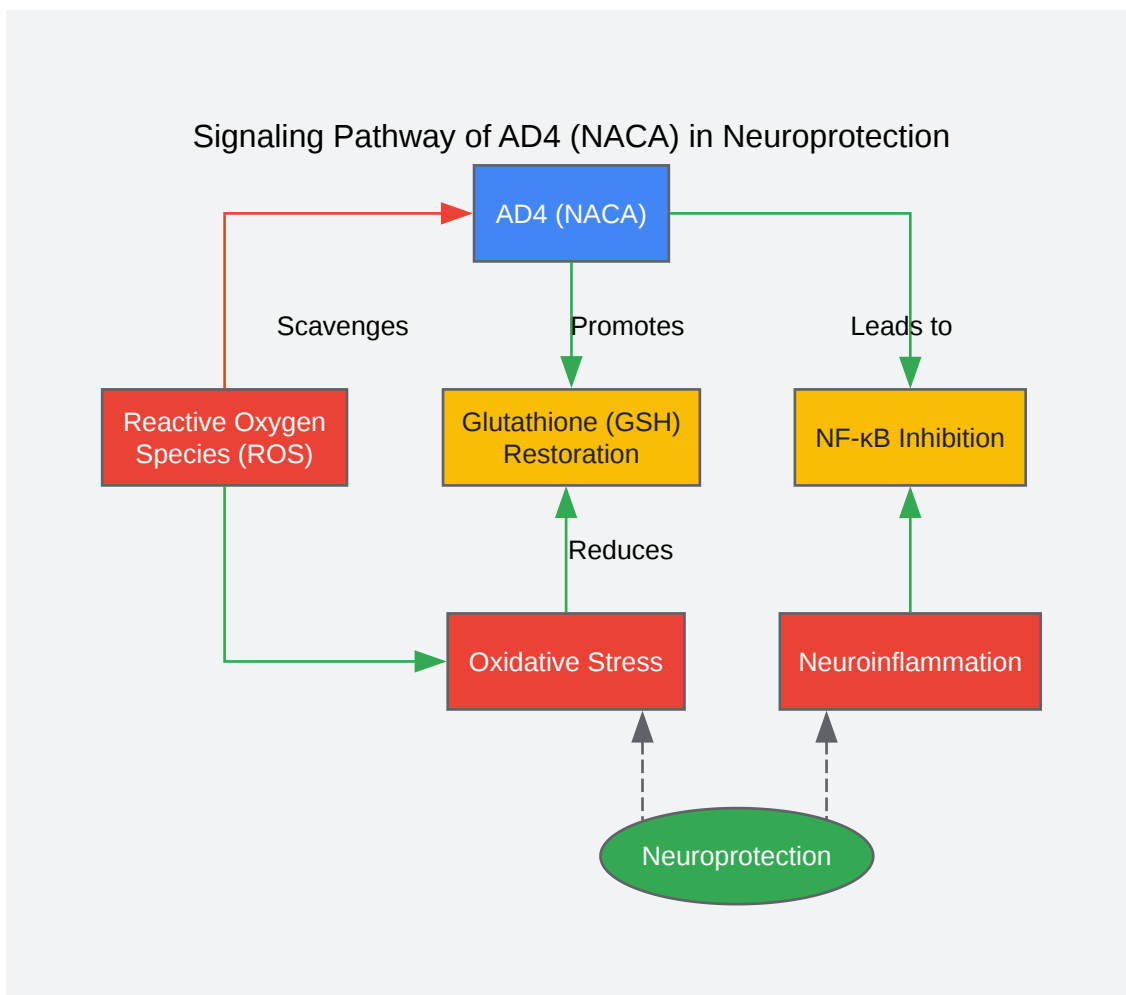 Signaling Pathway of AD4 (NACA) in Neuroprotection
AD4 (NACA)
Scavenges
Promotes
Leads to
Reactive Oxygen
Species (ROS)
Glutathione (GSH)
Restoration
NF-κB Inhibition
Reduces
Oxidative Stress
Neuroinflammation
Neuroprotection